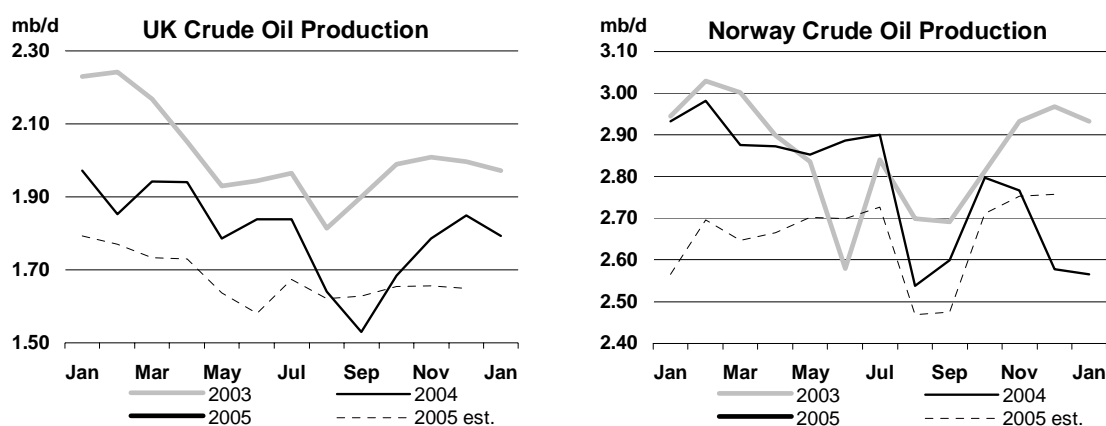 mb/d UK Crude Oil Production
2.30
2.10
1.90
1.70
1.50
Jan Mar May Jul Sep Nov Jan
2003 2004
2005 2005 est.
mb/d Norway Crude Oil Production
3.10
3.00
2.90
2.80
2.70
2.60
2.50
2.40
Jan Mar May Jul Sep Nov Jan
2003 2004
2005 2005 est.